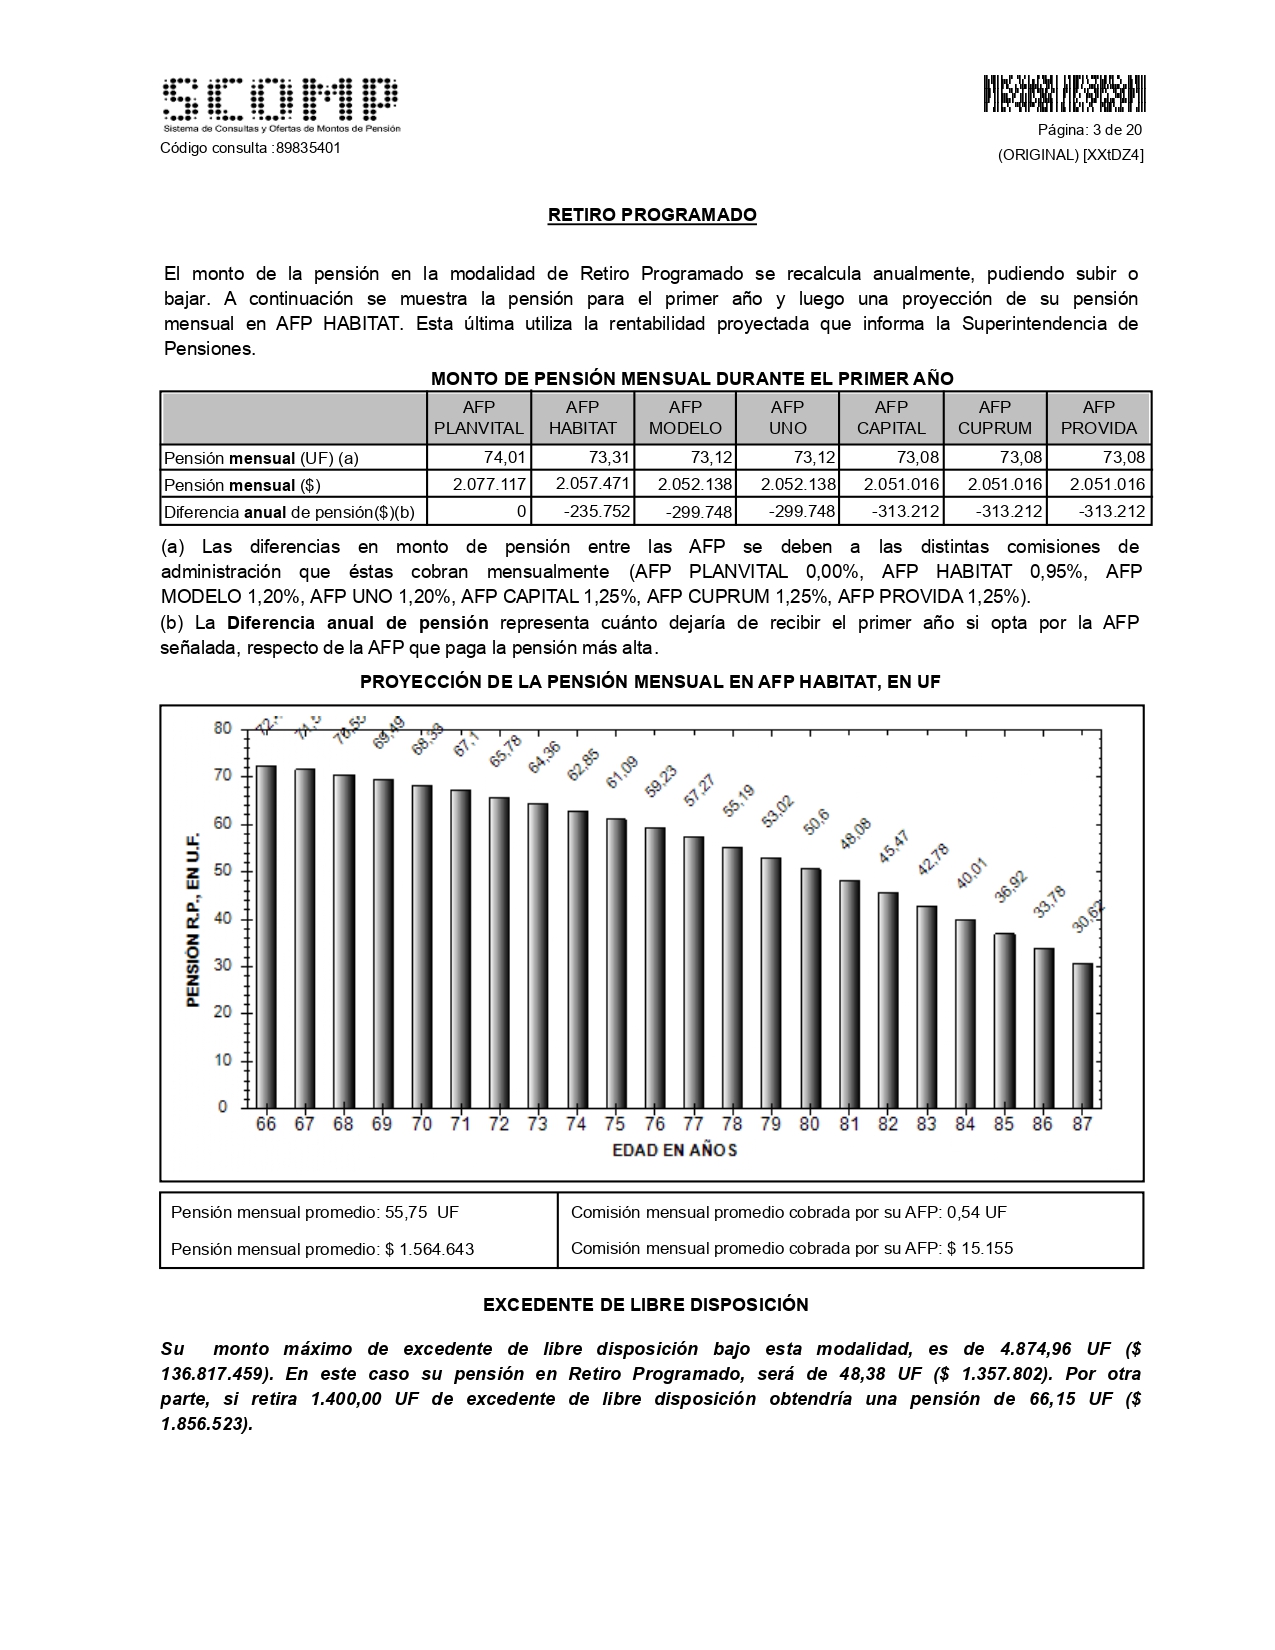 SCOMP
Sistema de Consultas y Ofertas de Montos de Pensión
Código consulta :89835401
Página: 3 de 20
(ORIGINAL) [XXtDZ4]
RETIRO PROGRAMADO
El monto de la pensión en la modalidad de Retiro Programado se recalcula anualmente, pudiendo subir o
bajar. A continuación se muestra la pensión para el primer año y luego una proyección de su pensión
mensual en AFP HABITAT. Esta última utiliza la rentabilidad proyectada que informa la Superintendencia de
Pensiones.
MONTO DE PENSIÓN MENSUAL DURANTE EL PRIMER AÑO
AFP PLANVITAL AFP HABITAT AFP MODELO AFP UNO AFP CAPITAL AFP CUPRUM AFP PROVIDA
Pensión mensual (UF) (a) 74,01 73,31 73,12 73,12 73,08 73,08 73,08
Pensión mensual ($) 2.077.117 2.057.471 2.052.138 2.052.138 2.051.016 2.051.016 2.051.016
Diferencia anual de pensión($)(b) 0 -235.752 -299.748 -299.748 -313.212 -313.212 -313.212
(a) Las diferencias en monto de pensión entre las AFP se deben a las distintas comisiones de
administración que éstas cobran mensualmente (AFP PLANVITAL 0,00%, AFP HABITAT 0,95%, AFP
MODELO 1,20%, AFP UNO 1,20%, AFP CAPITAL 1,25%, AFP CUPRUM 1,25%, AFP PROVIDA 1,25%).
(b) La Diferencia anual de pensión representa cuánto dejaría de recibir el primer año si opta por la AFP
señalada, respecto de la AFP que paga la pensión más alta.
PROYECCIÓN DE LA PENSIÓN MENSUAL EN AFP HABITAT, EN UF
PENSIÓN R.P., EN U.F.
80
70
60
50
40
30
20
10
0
70,55 69,49 68,33 67,1 65,78 64,36 62,85 61,09 59,23 57,27 55,19 53,02 50,6 48,08 45,47 42,78 40,01 36,92 33,78 30,62
66 67 68 69 70 71 72 73 74 75 76 77 78 79 80 81 82 83 84 85 86 87
EDAD EN AÑOS
Pensión mensual promedio: 55,75 UF
Pensión mensual promedio: $ 1.564.643
Comisión mensual promedio cobrada por su AFP: 0,54 UF
Comisión mensual promedio cobrada por su AFP: $ 15.155
EXCEDENTE DE LIBRE DISPOSICIÓN
Su monto máximo de excedente de libre disposición bajo esta modalidad, es de 4.874,96 UF ($
136.817.459). En este caso su pensión en Retiro Programado, será de 48,38 UF ($ 1.357.802). Por otra
parte, si retira 1.400,00 UF de excedente de libre disposición obtendría una pensión de 66,15 UF ($
1.856.523).